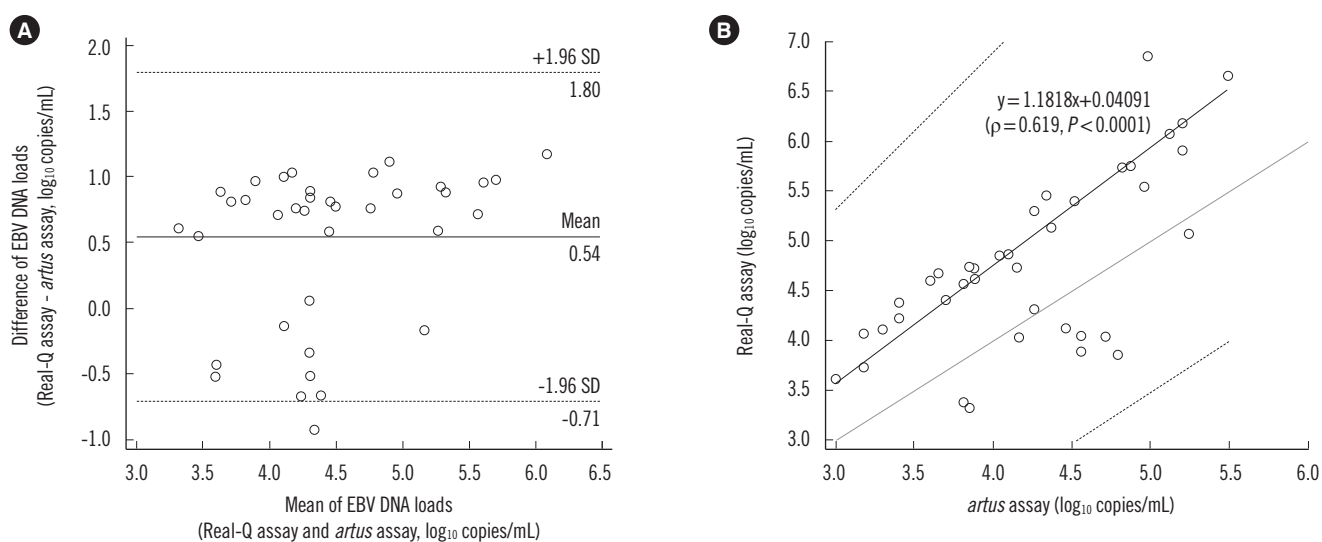 A
Difference of EBV DNA loads
(Real-Q assay - artus assay, log₁₀ copies/mL)
2.0
1.5
1.0
0.5
0.0
-0.5
-1.0
+1.96 SD
1.80
Mean
0.54
-1.96 SD
-0.71
3.0 3.5 4.0 4.5 5.0 5.5 6.0 6.5
Mean of EBV DNA loads
(Real-Q assay and artus assay, log₁₀ copies/mL)
B
Real-Q assay (log₁₀ copies/mL)
7.0
6.5
6.0
5.5
5.0
4.5
4.0
3.5
3.0
y=1.1818x+0.04091
(ρ=0.619, P<0.0001)
3.0 3.5 4.0 4.5 5.0 5.5 6.0
artus assay (log₁₀ copies/mL)